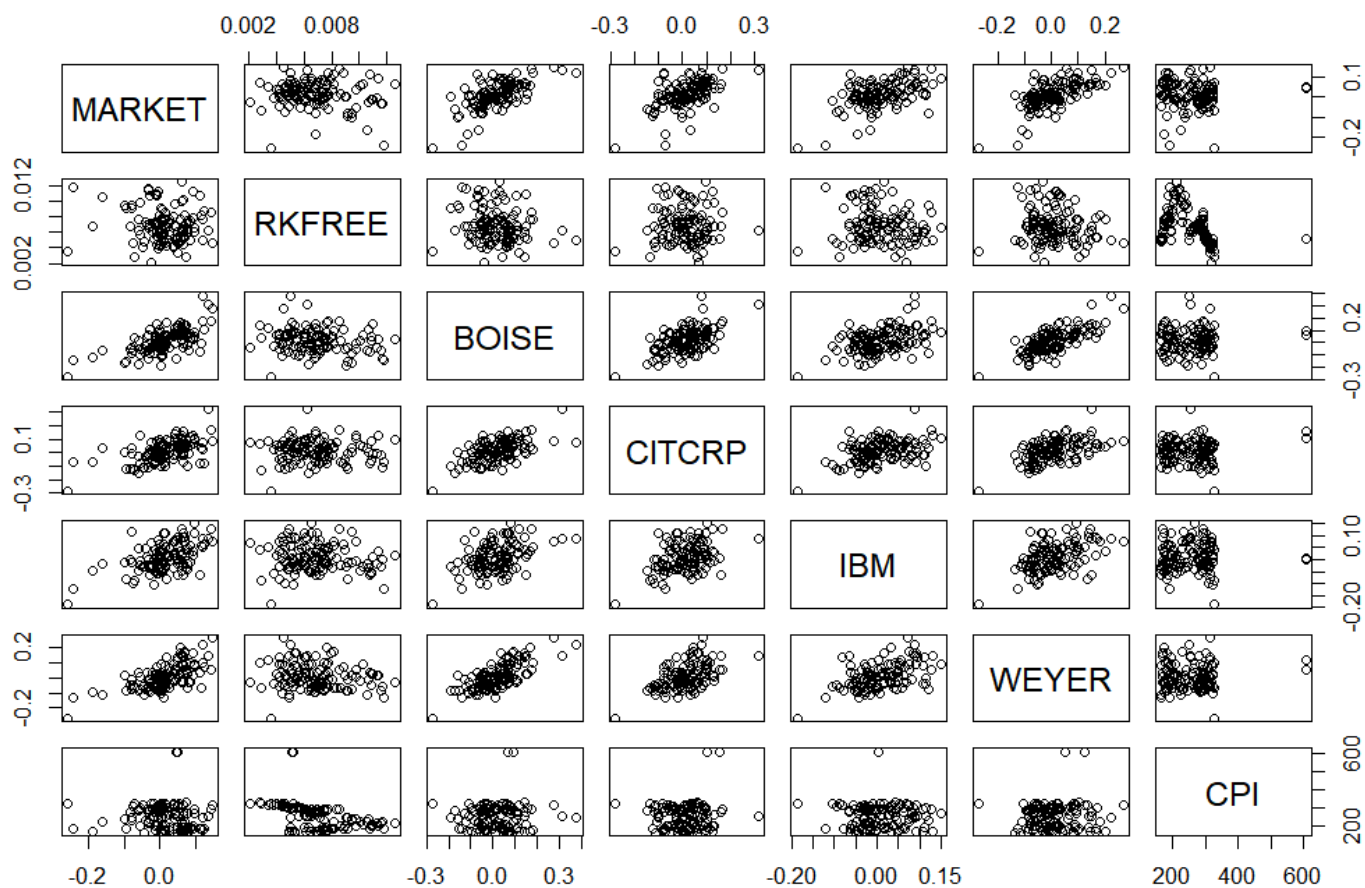 0.002 0.008 -0.3 0.0 0.3 -0.2 0.0 0.2
MARKET -0.2 0.1
0.002 0.012 RKFREE
BOISE -0.3 0.2
-0.3 0.1 CITCRP
IBM -0.20 0.10
-0.2 0.2 WEYER
CPI 200 600
-0.2 0.0 -0.3 0.0 0.2 0.4 -0.20 0.00 0.15 200 400 600